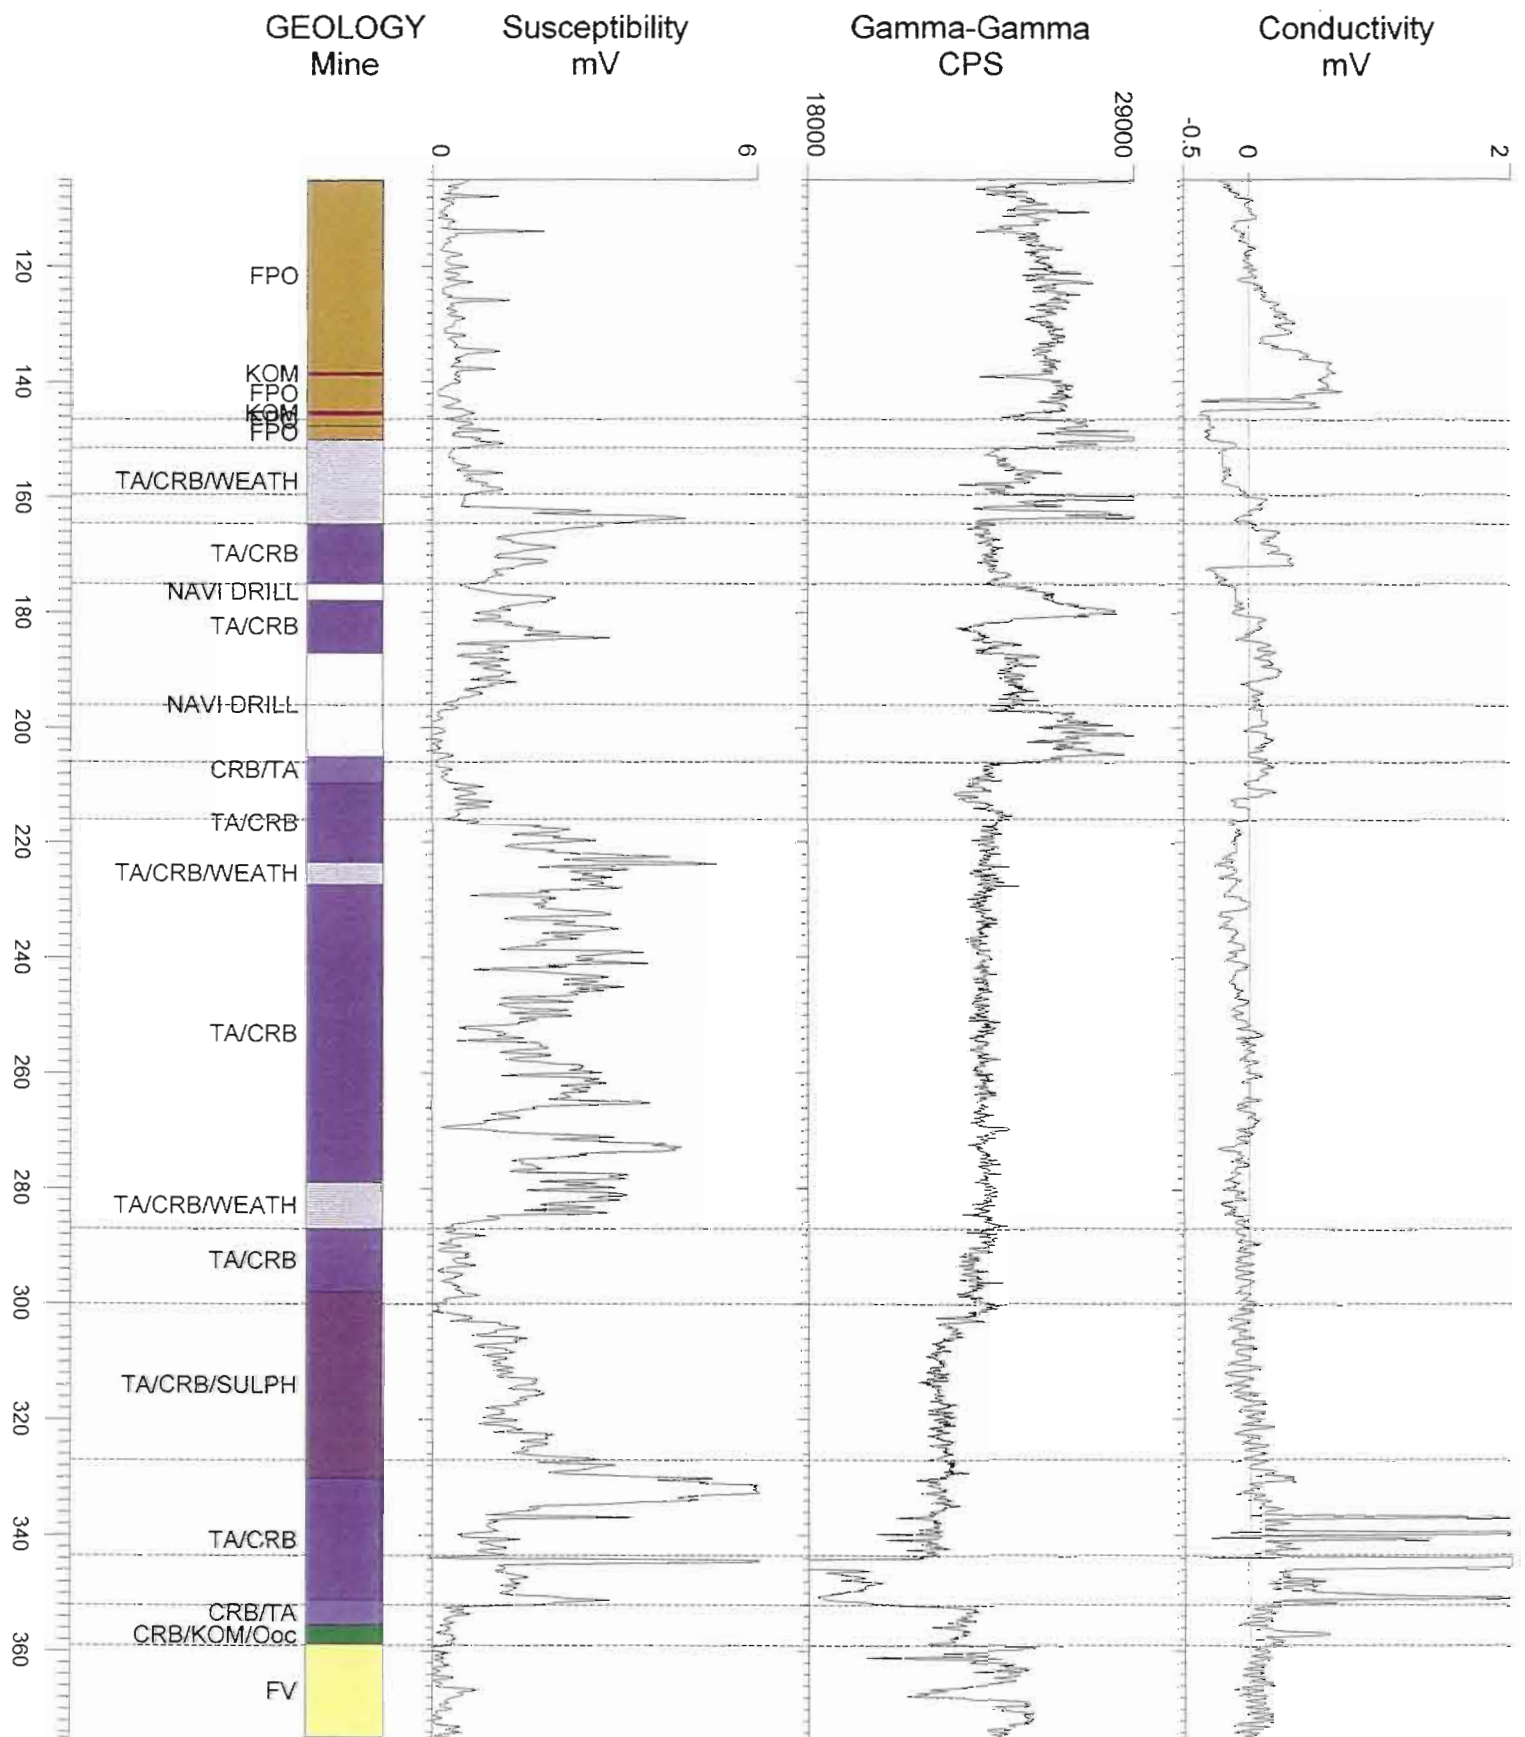 GEOLOGY
Mine
Susceptibility
mV
Gamma-Gamma
CPS
Conductivity
mV
0
6
18000
29000
-0.5
0
2
120
140
160
180
200
220
240
260
280
300
320
340
360
FPO
KOM
FPO
KOM
FPO
TA/CRB/WEATH
TA/CRB
NAVI DRILL
TA/CRB
NAVI DRILL
CRB/TA
TA/CRB
TA/CRB/WEATH
TA/CRB
TA/CRB/WEATH
TA/CRB
TA/CRB/SULPH
TA/CRB
CRB/TA
CRB/KOM/Ooc
FV